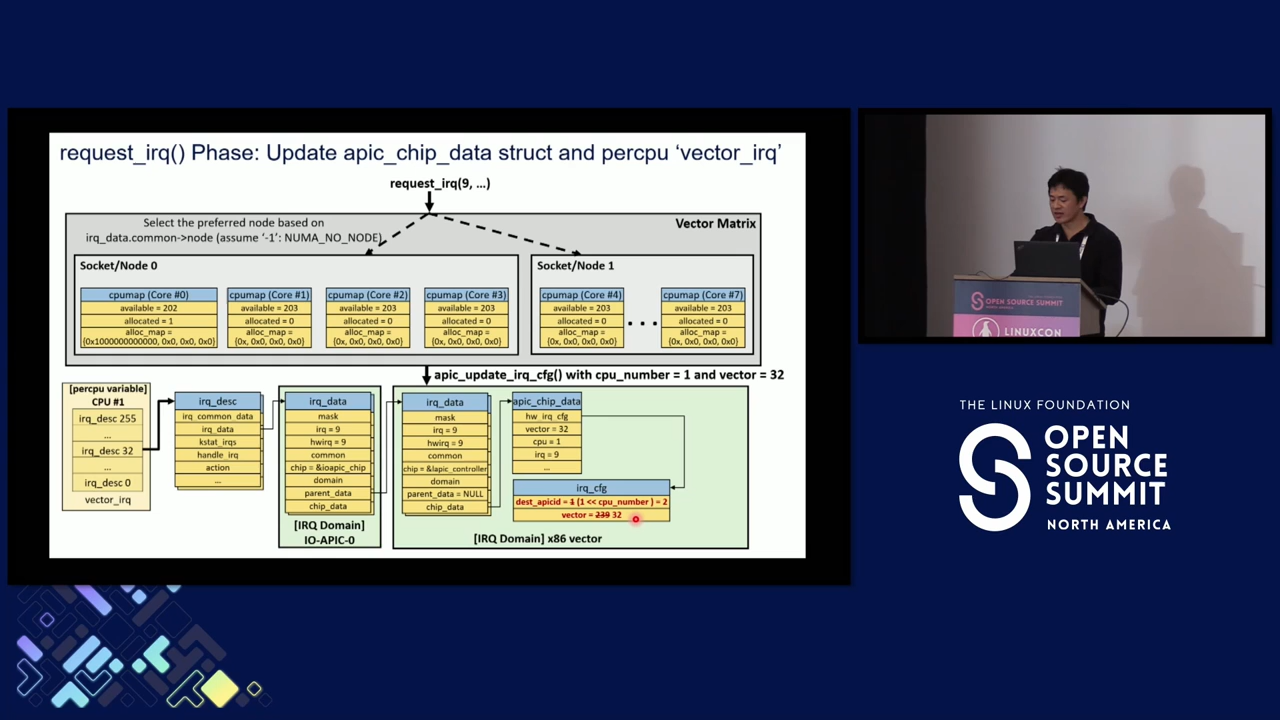 request_irq() Phase: Update apic_chip_data struct and percpu ‘vector_irq’
request_irq(9, ...)
Select the preferred node based on
irq_data.common->node (assume ‘-1’: NUMA_NO_NODE)
Vector Matrix
Socket/Node 0
cpumap (Core #0)
available = 202
allocated = 1
alloc_map =
{0x1000000000000, 0x0, 0x0, 0x0}
cpumap (Core #1)
available = 203
allocated = 0
alloc_map =
{0x, 0x0, 0x0, 0x0}
cpumap (Core #2)
available = 203
allocated = 0
alloc_map =
{0x, 0x0, 0x0, 0x0}
cpumap (Core #3)
available = 203
allocated = 0
alloc_map =
{0x, 0x0, 0x0, 0x0}
Socket/Node 1
cpumap (Core #4)
available = 203
allocated = 0
alloc_map =
{0x, 0x0, 0x0, 0x0}
...
cpumap (Core #7)
available = 203
allocated = 0
alloc_map =
{0x, 0x0, 0x0, 0x0}
apic_update_irq_cfg() with cpu_number = 1 and vector = 32
[percpu variable]
CPU #1
irq_desc 255
...
irq_desc 32
...
irq_desc 0
vector_irq
irq_desc
irq_common_data
irq_data
kstat_irqs
handle_irq
action
...
irq_data
mask
irq = 9
hwirq = 9
common
chip = &ioapic_chip
domain
parent_data
chip_data
[IRQ Domain]
IO-APIC-0
irq_data
mask
irq = 9
hwirq = 9
common
chip = &lapic_controller
domain
parent_data = NULL
chip_data
apic_chip_data
hw_irq_cfg
vector = 32
cpu = 1
irq = 9
...
irq_cfg
dest_apicid = 1 (1 << cpu_number ) = 2
vector = 239 32
[IRQ Domain] x86 vector
OPEN SOURCE SUMMIT
LINUXCON
THE LINUX FOUNDATION
OPEN
SOURCE
SUMMIT
NORTH AMERICA